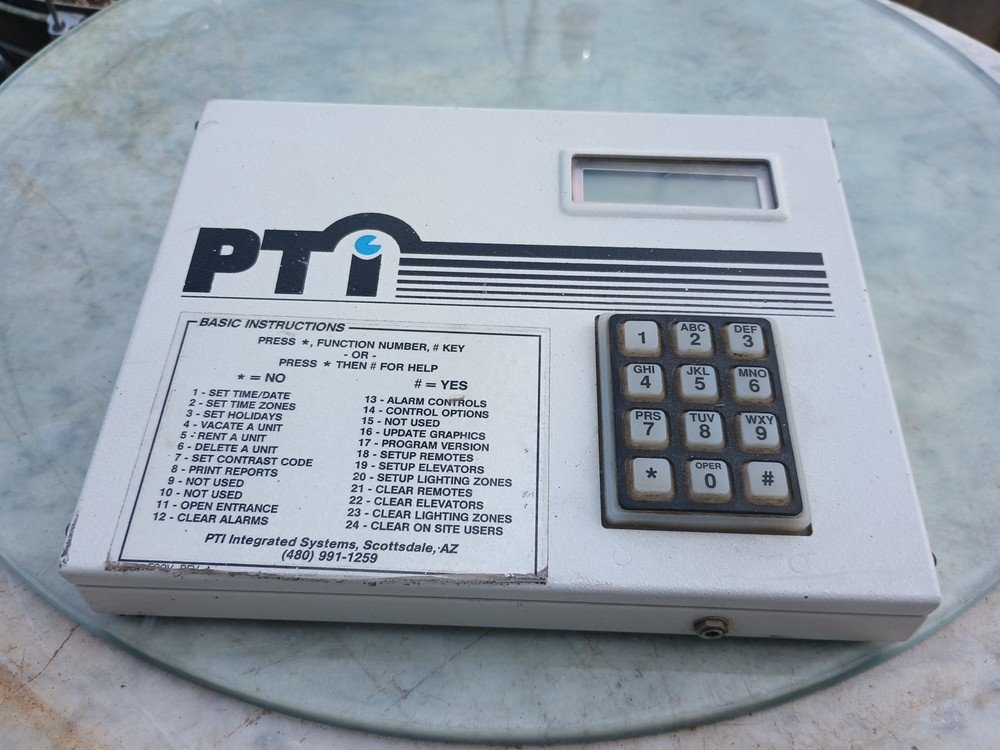 PTi
BASIC INSTRUCTIONS
PRESS *, FUNCTION NUMBER, # KEY
- OR -
PRESS * THEN # FOR HELP
* = NO
# = YES
1 - SET TIME/DATE
2 - SET TIME ZONES
3 - SET HOLIDAYS
4 - VACATE A UNIT
5 - RENT A UNIT
6 - DELETE A UNIT
7 - SET CONTRAST CODE
8 - PRINT REPORTS
9 - NOT USED
10 - NOT USED
11 - OPEN ENTRANCE
12 - CLEAR ALARMS
13 - ALARM CONTROLS
14 - CONTROL OPTIONS
15 - NOT USED
16 - UPDATE GRAPHICS
17 - PROGRAM VERSION
18 - SETUP REMOTES
19 - SETUP ELEVATORS
20 - SETUP LIGHTING ZONES
21 - CLEAR REMOTES
22 - CLEAR ELEVATORS
23 - CLEAR LIGHTING ZONES
24 - CLEAR ON SITE USERS
PTI Integrated Systems, Scottsdale, AZ
(480) 991-1259
1
ABC
2
DEF
3
GHI
4
JKL
5
MNO
6
PRS
7
TUV
8
WXY
9
*
OPER
0
#